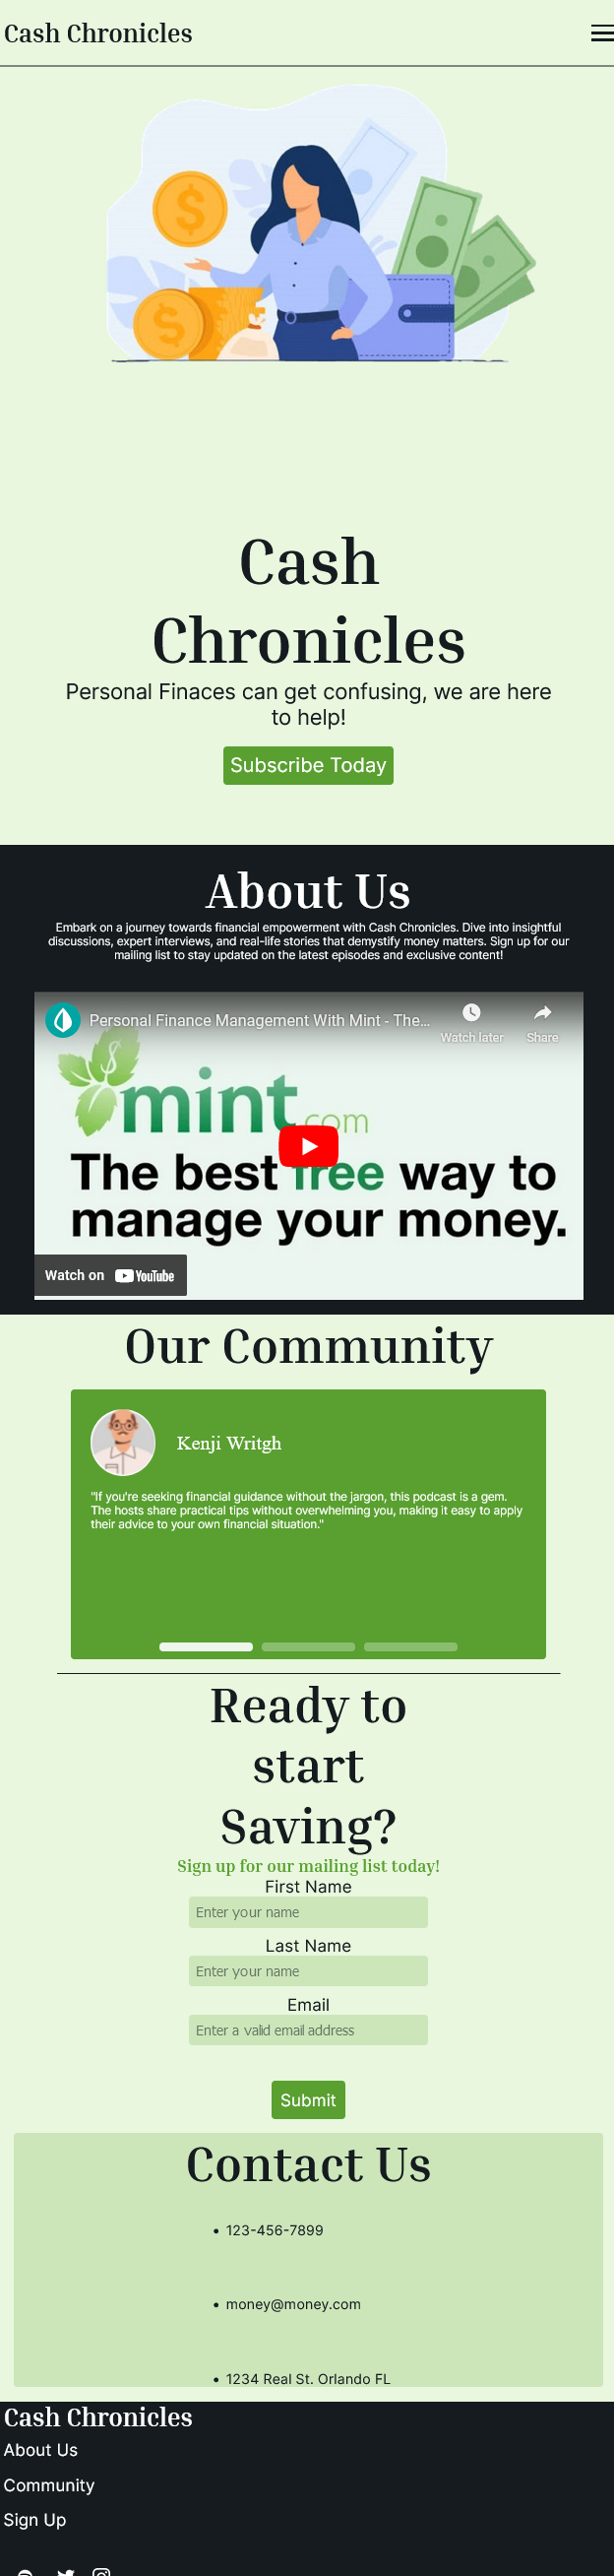 Cash Chronicles
Cash
Chronicles
Personal Finaces can get confusing, we are here
to help!
Subscribe Today
About Us
Embark on a journey towards financial empowerment with Cash Chronicles. Dive into insightful
discussions, expert interviews, and real-life stories that demystify money matters. Sign up for our
mailing list to stay updated on the latest episodes and exclusive content!
Personal Finance Management With Mint - The...
Watch later
Share
mint.com
The best free way to
manage your money.
Watch on YouTube
Our Community
Kenji Writgh
"If you're seeking financial guidance without the jargon, this podcast is a gem.
The hosts share practical tips without overwhelming you, making it easy to apply
their advice to your own financial situation."
Ready to
start
Saving?
Sign up for our mailing list today!
First Name
Enter your name
Last Name
Enter your name
Email
Enter a valid email address
Submit
Contact Us
• 123-456-7899
• money@money.com
• 1234 Real St. Orlando FL
Cash Chronicles
About Us
Community
Sign Up